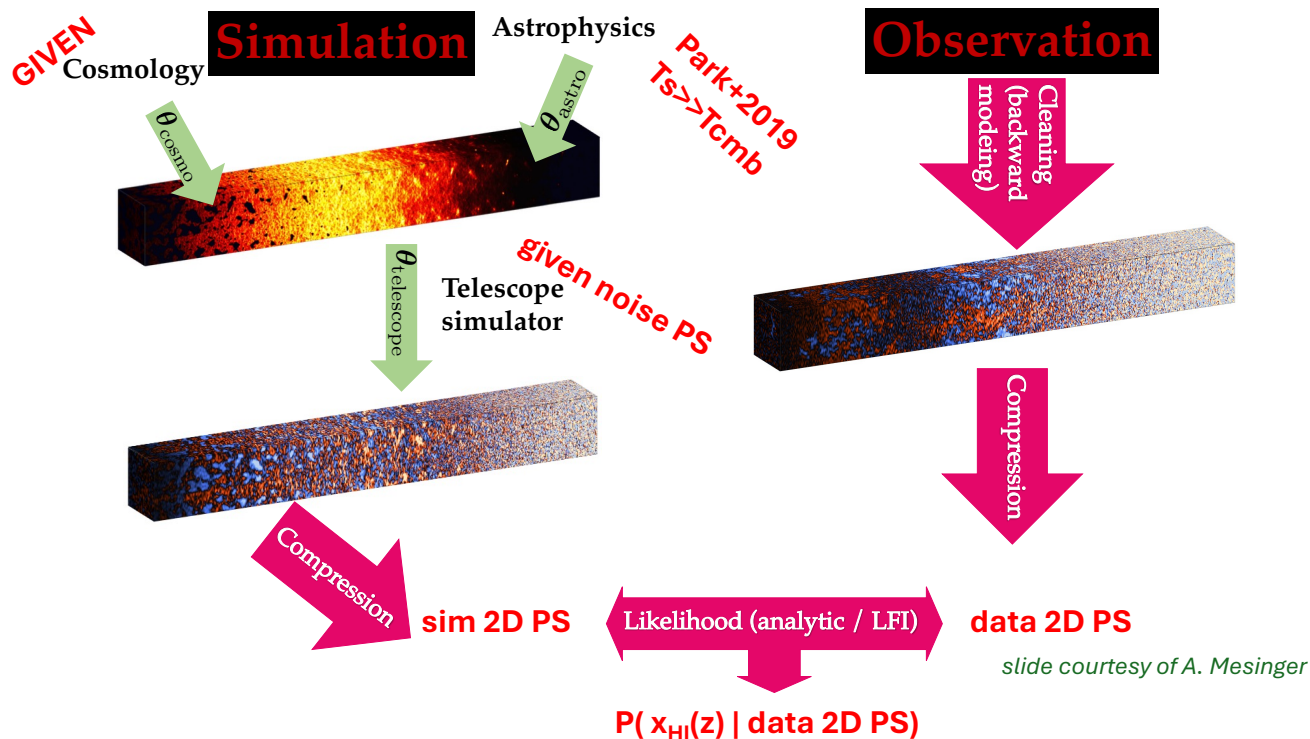 GIVEN
Cosmology
Simulation
Astrophysics
θcosmo
θastro
Park+2019
Ts>>Tcmb
Observation
Cleaning
(backward
modeing)
θtelescope
Telescope
simulator
given noise PS
Compression
Compression
sim 2D PS
Likelihood (analytic / LFI)
data 2D PS
slide courtesy of A. Mesinger
P( xHI(z) | data 2D PS)